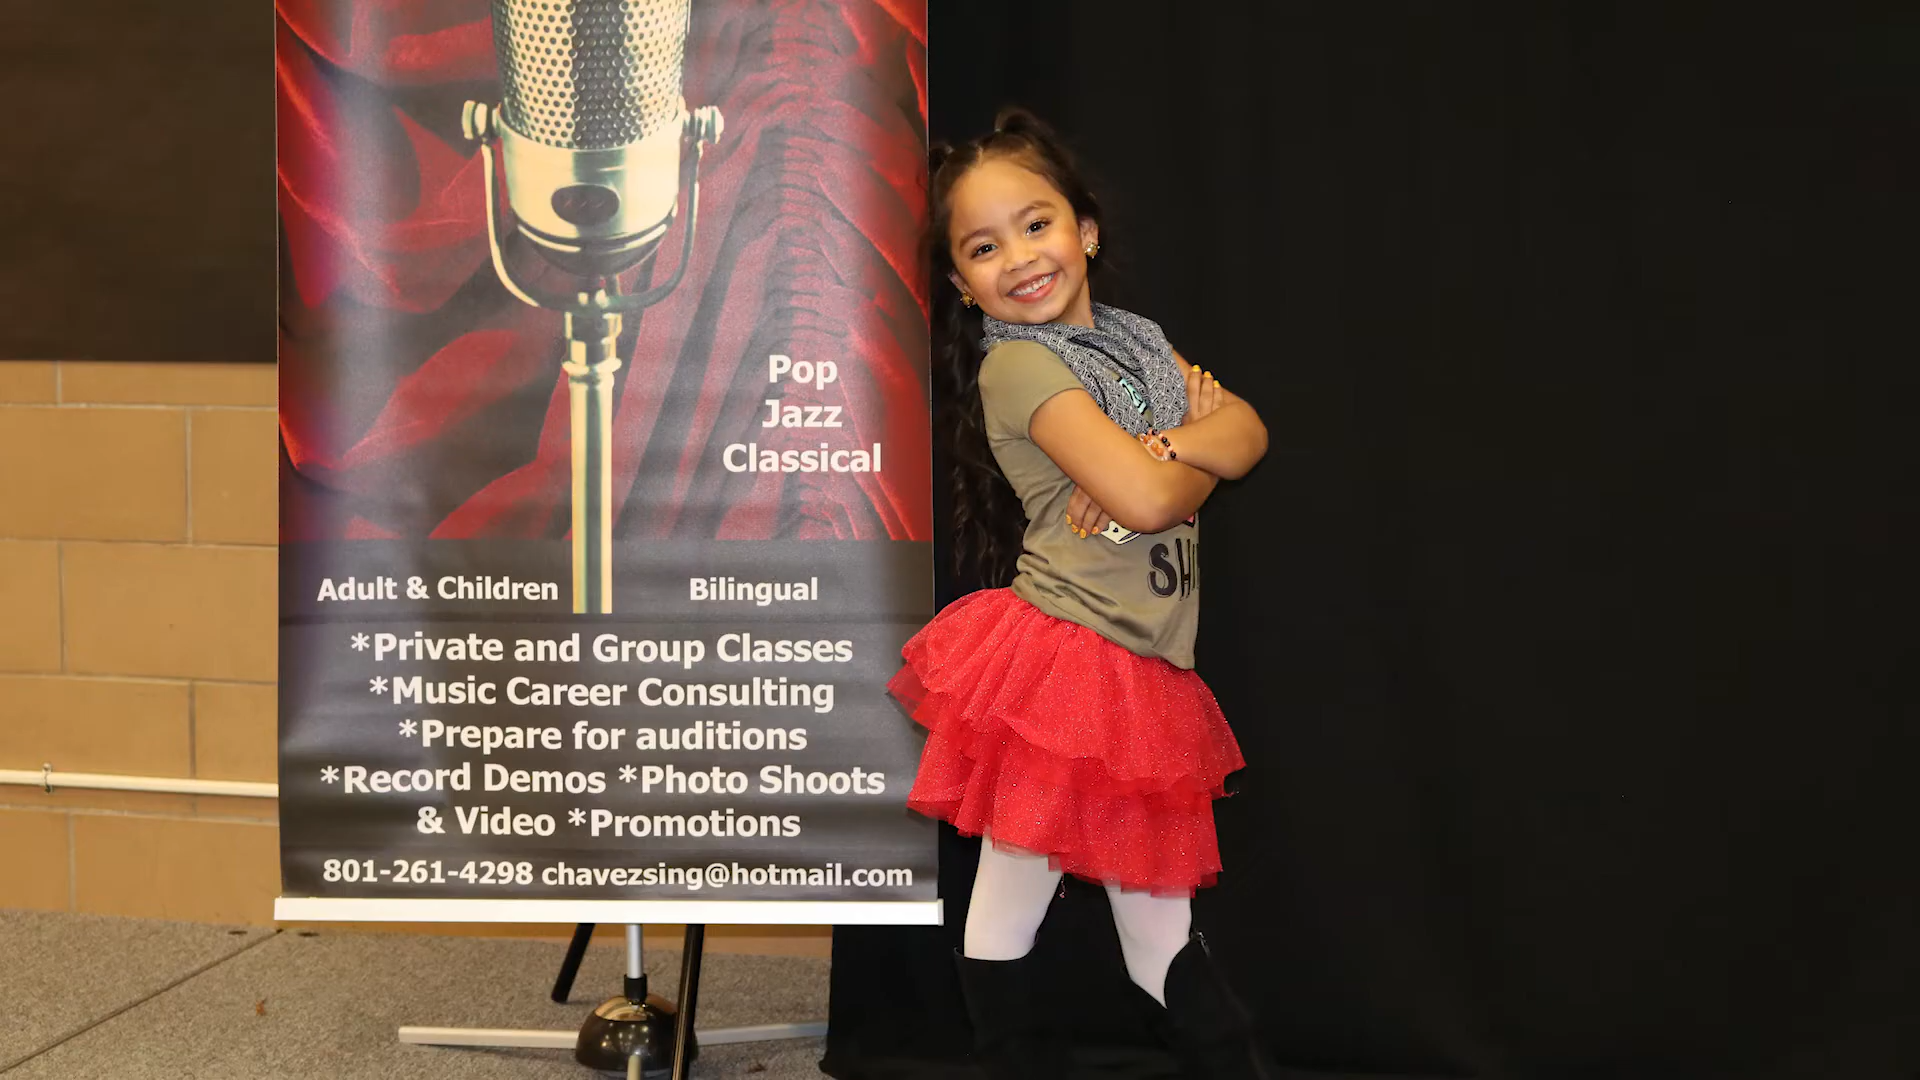 Pop
Jazz
Classical
Adult & Children
Bilingual
*Private and Group Classes
*Music Career Consulting
*Prepare for auditions
*Record Demos *Photo Shoots
& Video *Promotions
801-261-4298 chavezsing@hotmail.com